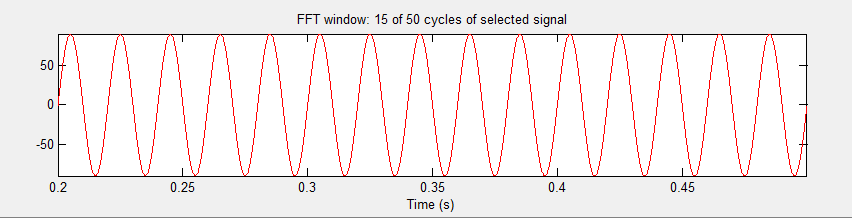 FFT window: 15 of 50 cycles of selected signal
50
0
-50
0.2 0.25 0.3 0.35 0.4 0.45
Time (s)